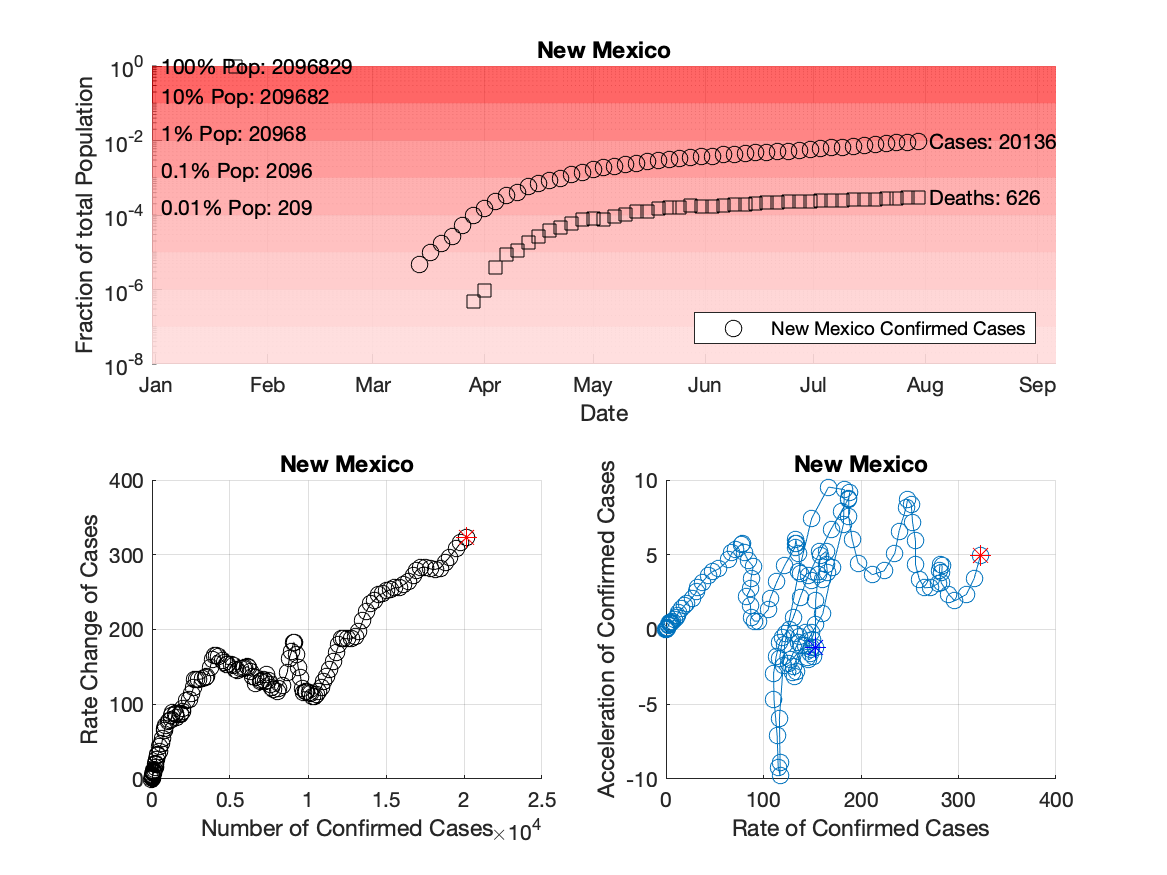 New Mexico
Fraction of total Population
10^0
10^-2
10^-4
10^-6
10^-8
100% Pop: 2096829
10% Pop: 209682
1% Pop: 20968
0.1% Pop: 2096
0.01% Pop: 209
Cases: 20136
Deaths: 626
New Mexico Confirmed Cases
Jan Feb Mar Apr May Jun Jul Aug Sep
Date
New Mexico
Rate Change of Cases
400
300
200
100
0
0 0.5 1 1.5 2 2.5
Number of Confirmed Cases ×10^4
New Mexico
Acceleration of Confirmed Cases
10
5
0
-5
-10
0 100 200 300 400
Rate of Confirmed Cases